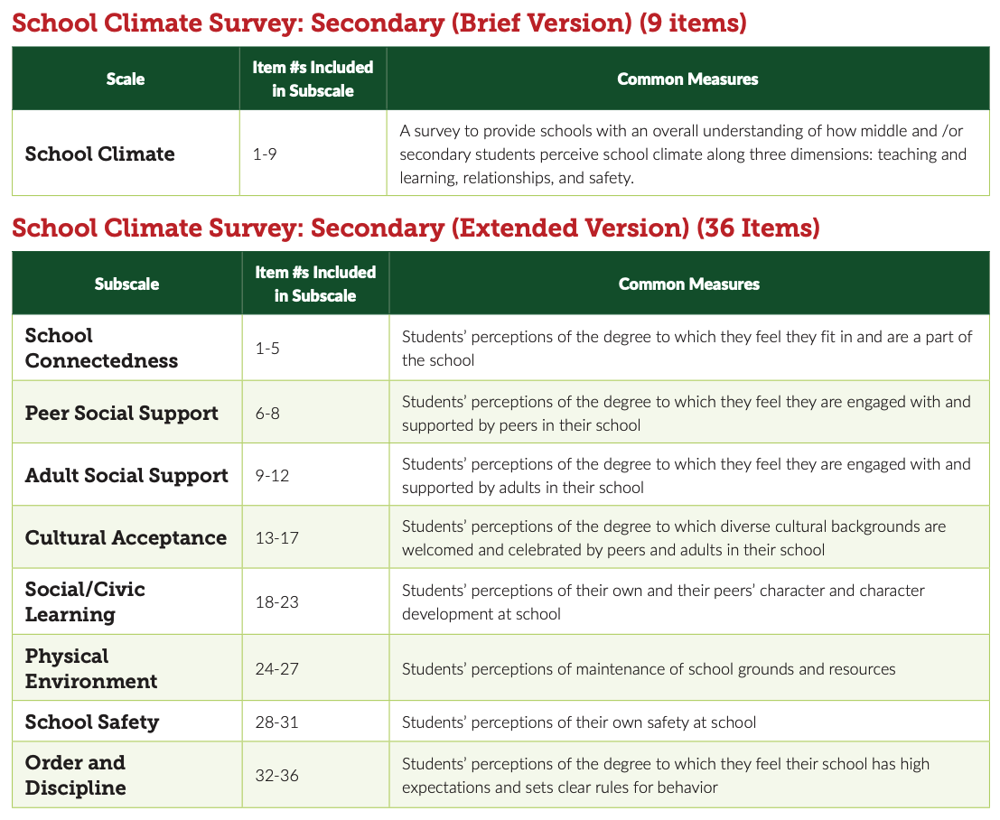 School Climate Survey: Secondary (Brief Version) (9 items)
Scale
Item #s Included
in Subscale
Common Measures
School Climate
1-9
A survey to provide schools with an overall understanding of how middle and /or
secondary students perceive school climate along three dimensions: teaching and
learning, relationships, and safety.
School Climate Survey: Secondary (Extended Version) (36 Items)
Subscale
Item #s Included
in Subscale
Common Measures
School
Connectedness
1-5
Students’ perceptions of the degree to which they feel they fit in and are a part of
the school
Peer Social Support
6-8
Students’ perceptions of the degree to which they feel they are engaged with and
supported by peers in their school
Adult Social Support
9-12
Students’ perceptions of the degree to which they feel they are engaged with and
supported by adults in their school
Cultural Acceptance
13-17
Students’ perceptions of the degree to which diverse cultural backgrounds are
welcomed and celebrated by peers and adults in their school
Social/Civic
Learning
18-23
Students’ perceptions of their own and their peers’ character and character
development at school
Physical
Environment
24-27
Students’ perceptions of maintenance of school grounds and resources
School Safety
28-31
Students’ perceptions of their own safety at school
Order and
Discipline
32-36
Students’ perceptions of the degree to which they feel their school has high
expectations and sets clear rules for behavior